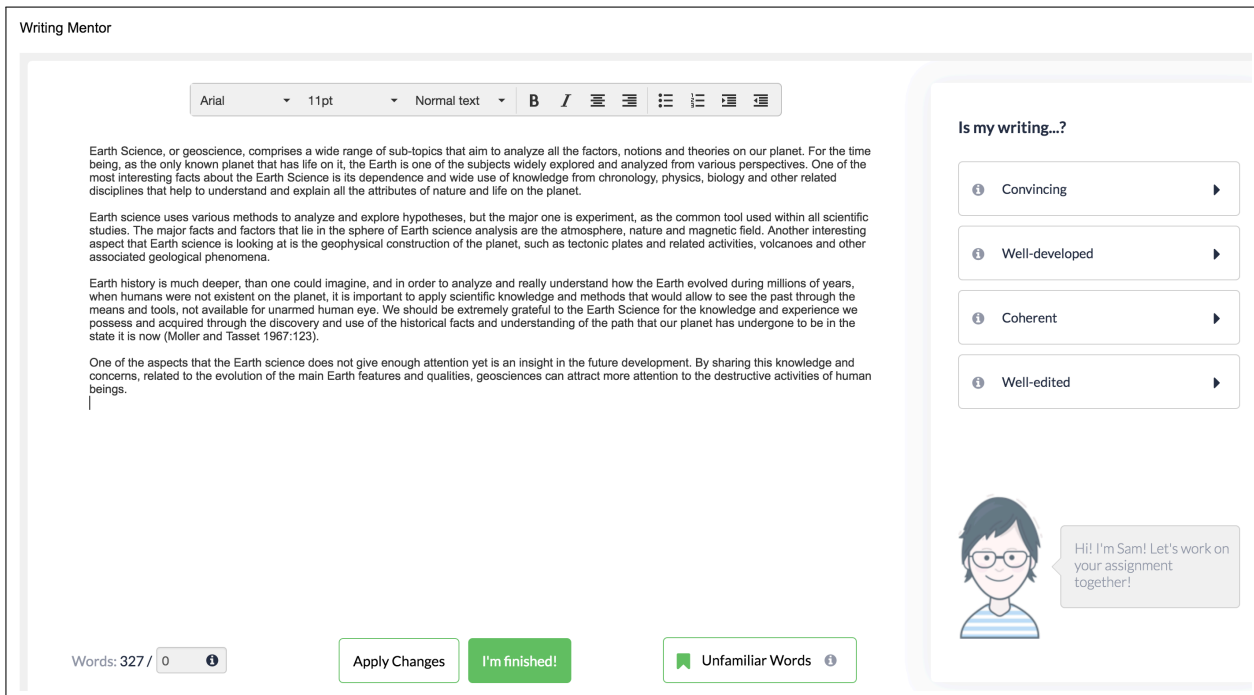 Writing Mentor
Arial 11pt Normal text B I
Earth Science, or geoscience, comprises a wide range of sub-topics that aim to analyze all the factors, notions and theories on our planet. For the time
being, as the only known planet that has life on it, the Earth is one of the subjects widely explored and analyzed from various perspectives. One of the
most interesting facts about the Earth Science is its dependence and wide use of knowledge from chronology, physics, biology and other related
disciplines that help to understand and explain all the attributes of nature and life on the planet.
Earth science uses various methods to analyze and explore hypotheses, but the major one is experiment, as the common tool used within all scientific
studies. The major facts and factors that lie in the sphere of Earth science analysis are the atmosphere, nature and magnetic field. Another interesting
aspect that Earth science is looking at is the geophysical construction of the planet, such as tectonic plates and related activities, volcanoes and other
associated geological phenomena.
Earth history is much deeper, than one could imagine, and in order to analyze and really understand how the Earth evolved during millions of years,
when humans were not existent on the planet, it is important to apply scientific knowledge and methods that would allow to see the past through the
means and tools, not available for unarmed human eye. We should be extremely grateful to the Earth Science for the knowledge and experience we
possess and acquired through the discovery and use of the historical facts and understanding of the path that our planet has undergone to be in the
state it is now (Moller and Tasset 1967:123).
One of the aspects that the Earth science does not give enough attention yet is an insight in the future development. By sharing this knowledge and
concerns, related to the evolution of the main Earth features and qualities, geosciences can attract more attention to the destructive activities of human
beings.
Words: 327 / 0
Apply Changes
I'm finished!
Unfamiliar Words
Is my writing...?
Convincing
Well-developed
Coherent
Well-edited
Hi! I'm Sam! Let's work on
your assignment
together!